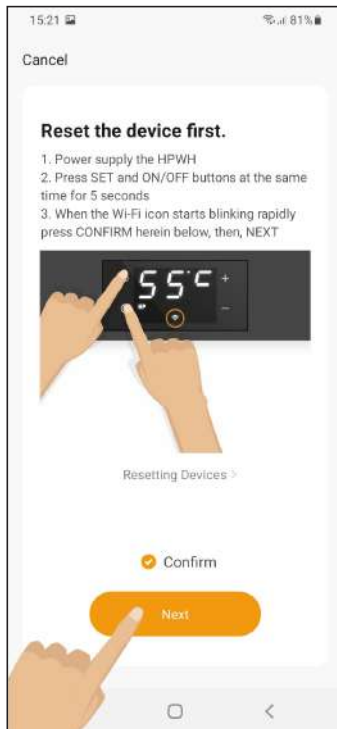 15:21 81%
Cancel
Reset the device first.
1. Power supply the HPWH
2. Press SET and ON/OFF buttons at the same
time for 5 seconds
3. When the Wi-Fi icon starts blinking rapidly
press CONFIRM herein below, then, NEXT
55°C +
−
Resetting Devices >
Confirm
Next